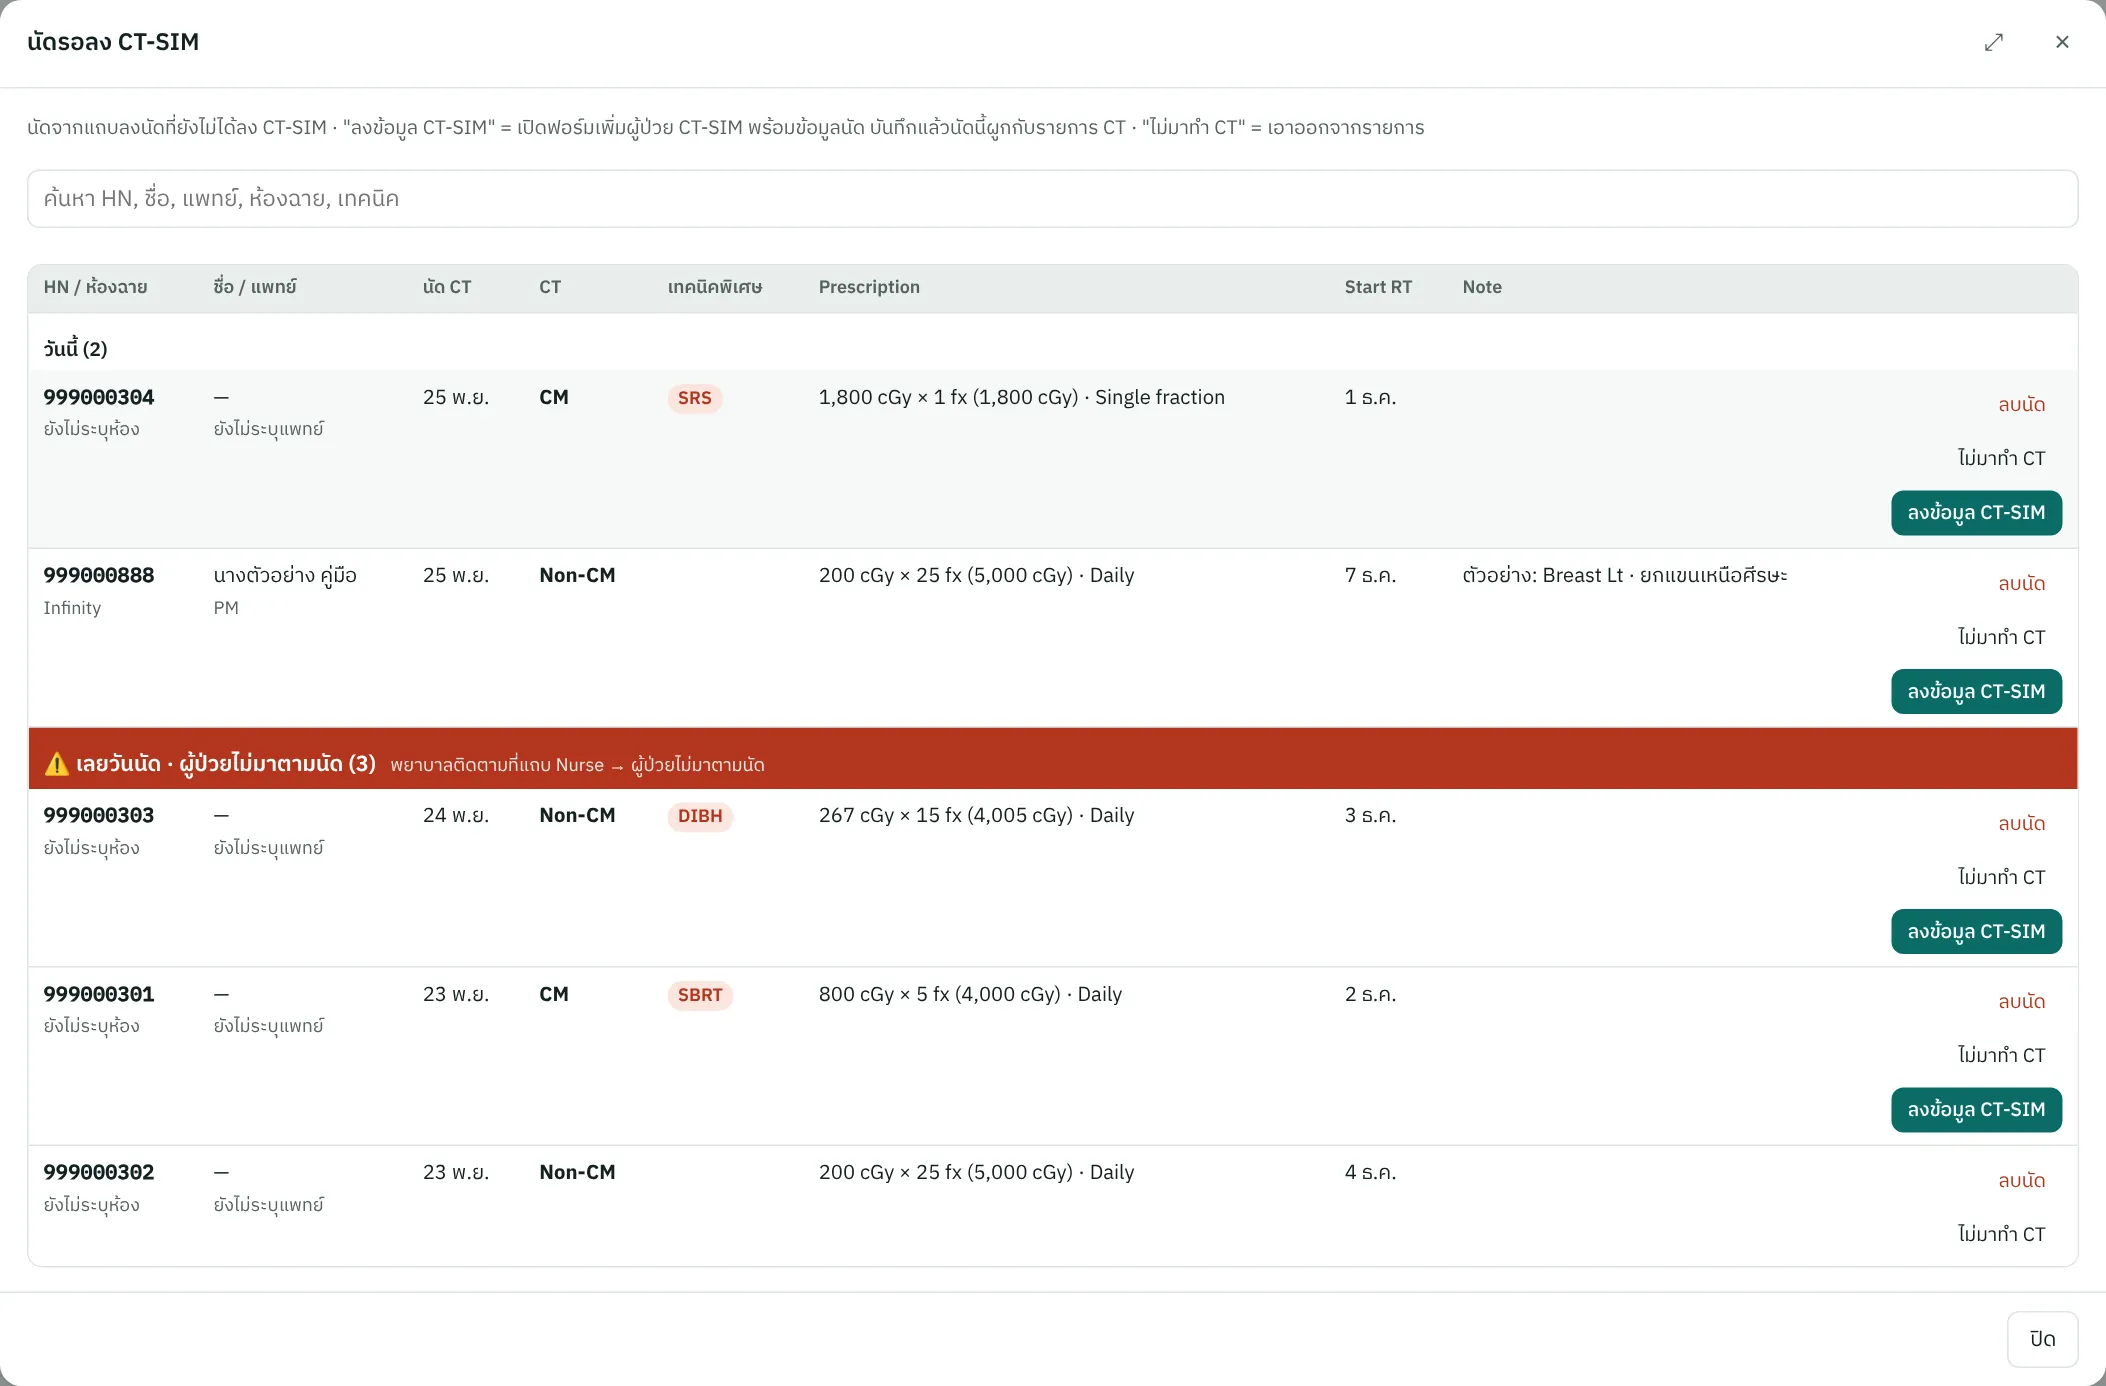 นัดรอลง CT-SIM
นัดจากแถบลงนัดที่ยังไม่ได้ลง CT-SIM · "ลงข้อมูล CT-SIM" = เปิดฟอร์มเพิ่มผู้ป่วย CT-SIM พร้อมข้อมูลนัด บันทึกแล้วนัดนี้ผูกกับรายการ CT · "ไม่มาทำ CT" = เอาออกจากรายการ
ค้นหา HN, ชื่อ, แพทย์, ห้องฉาย, เทคนิค
HN / ห้องฉาย ชื่อ / แพทย์ นัด CT CT เทคนิคพิเศษ Prescription Start RT Note
วันนี้ (2)
999000304 — 25 พ.ย. CM SRS 1,800 cGy × 1 fx (1,800 cGy) · Single fraction 1 ธ.ค. ลบนัด
ยังไม่ระบุห้อง ยังไม่ระบุแพทย์
ไม่มาทำ CT
ลงข้อมูล CT-SIM
999000888 นางตัวอย่าง คู่มือ 25 พ.ย. Non-CM 200 cGy × 25 fx (5,000 cGy) · Daily 7 ธ.ค. ตัวอย่าง: Breast Lt · ยกแขนเหนือศีรษะ ลบนัด
Infinity PM
ไม่มาทำ CT
ลงข้อมูล CT-SIM
⚠️ เลยวันนัด · ผู้ป่วยไม่มาตามนัด (3) พยาบาลติดตามที่แถบ Nurse → ผู้ป่วยไม่มาตามนัด
999000303 — 24 พ.ย. Non-CM DIBH 267 cGy × 15 fx (4,005 cGy) · Daily 3 ธ.ค. ลบนัด
ยังไม่ระบุห้อง ยังไม่ระบุแพทย์
ไม่มาทำ CT
ลงข้อมูล CT-SIM
999000301 — 23 พ.ย. CM SBRT 800 cGy × 5 fx (4,000 cGy) · Daily 2 ธ.ค. ลบนัด
ยังไม่ระบุห้อง ยังไม่ระบุแพทย์
ไม่มาทำ CT
ลงข้อมูล CT-SIM
999000302 — 23 พ.ย. Non-CM 200 cGy × 25 fx (5,000 cGy) · Daily 4 ธ.ค. ลบนัด
ยังไม่ระบุห้อง ยังไม่ระบุแพทย์
ไม่มาทำ CT
ปิด